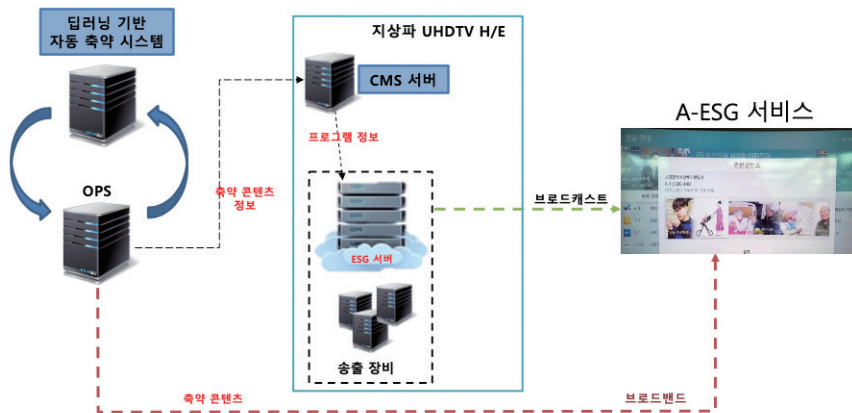 딥러닝 기반
자동 축약 시스템
OPS
지상파 UHDTV H/E
CMS 서버
프로그램 정보
축약 콘텐츠
정보
ESG 서버
송출 장비
브로드캐스트
A-ESG 서비스
축약 콘텐츠
브로드밴드